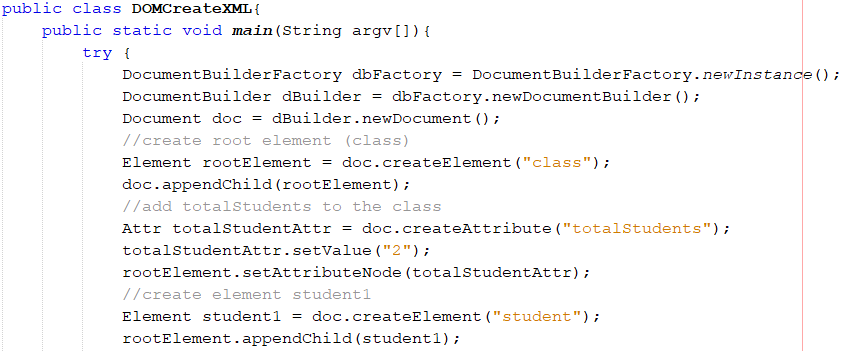 public class DOMCreateXML{
public static void main(String argv[]){
try {
DocumentBuilderFactory dbFactory = DocumentBuilderFactory.newInstance();
DocumentBuilder dBuilder = dbFactory.newDocumentBuilder();
Document doc = dBuilder.newDocument();
//create root element (class)
Element rootElement = doc.createElement("class");
doc.appendChild(rootElement);
//add totalStudents to the class
Attr totalStudentAttr = doc.createAttribute("totalStudents");
totalStudentAttr.setValue("2");
rootElement.setAttributeNode(totalStudentAttr);
//create element student1
Element student1 = doc.createElement("student");
rootElement.appendChild(student1);